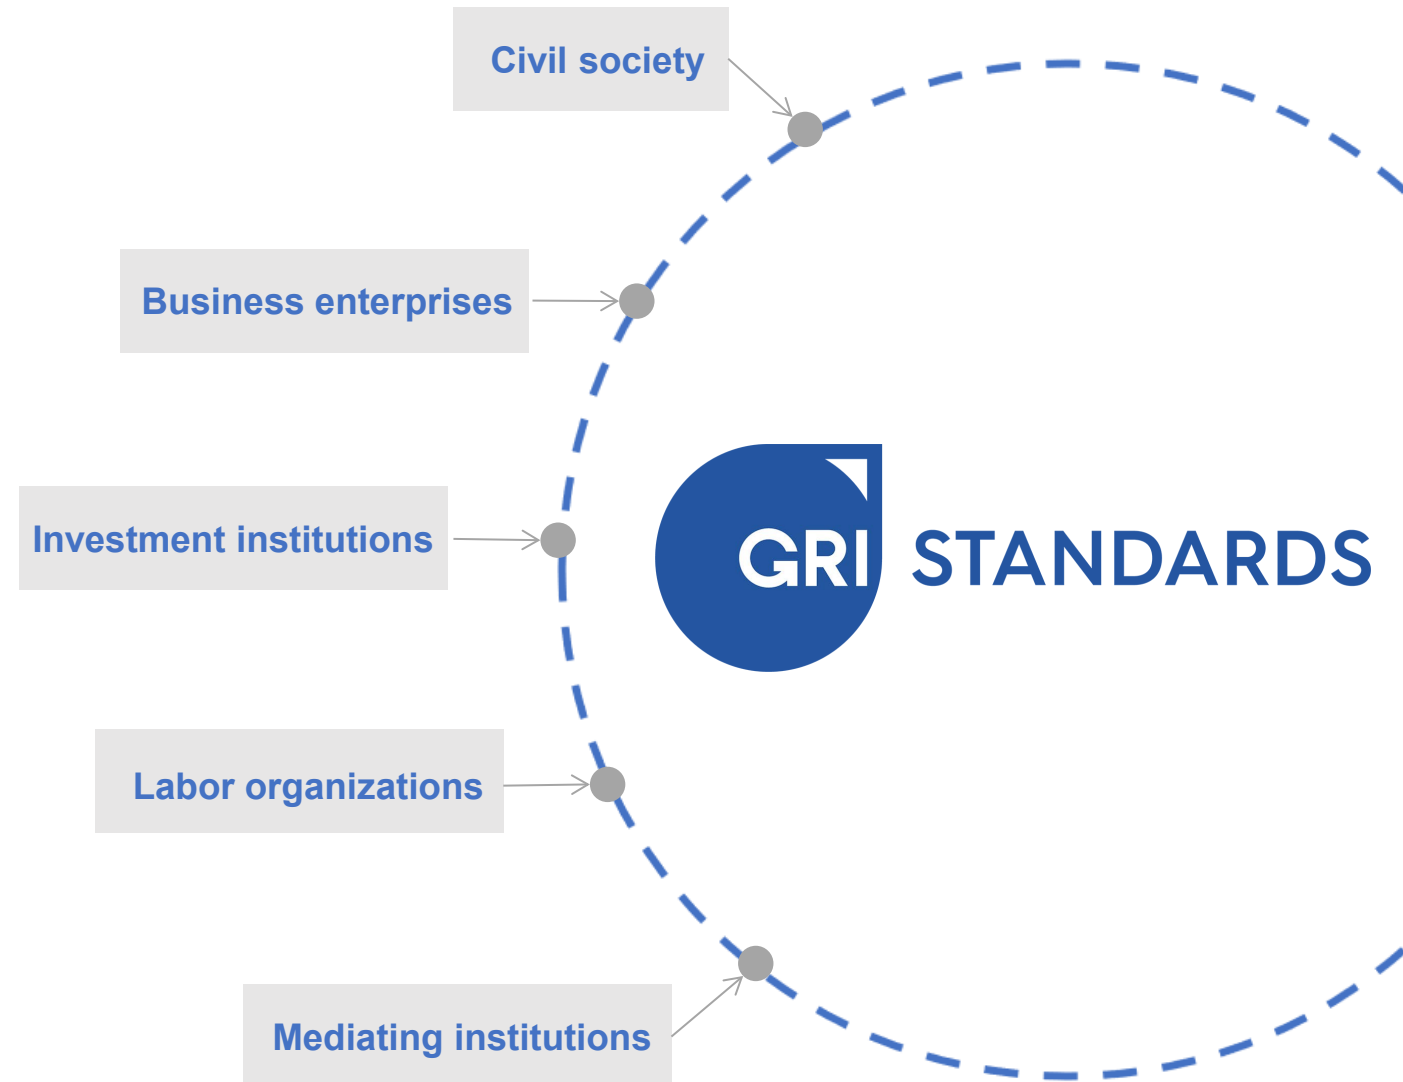 Civil society
Business enterprises
Investment institutions
GRI STANDARDS
Labor organizations
Mediating institutions